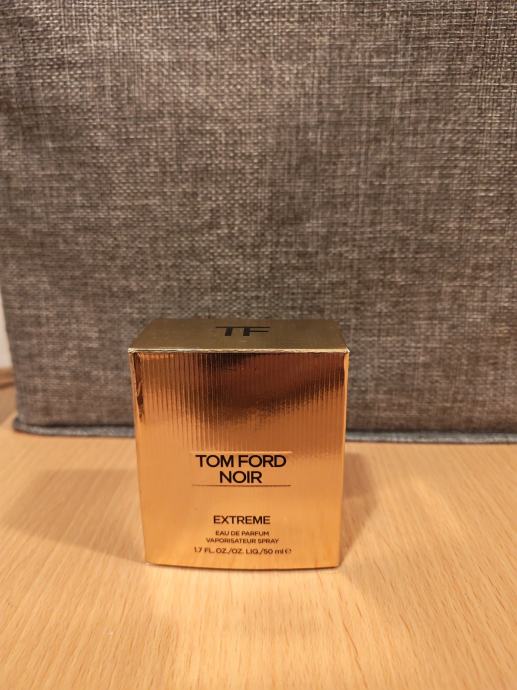 TF
TOM FORD
NOIR
EXTREME
EAU DE PARFUM
VAPORISATEUR SPRAY
1.7 FL. OZ./OZ. LIQ./50 ml ℮